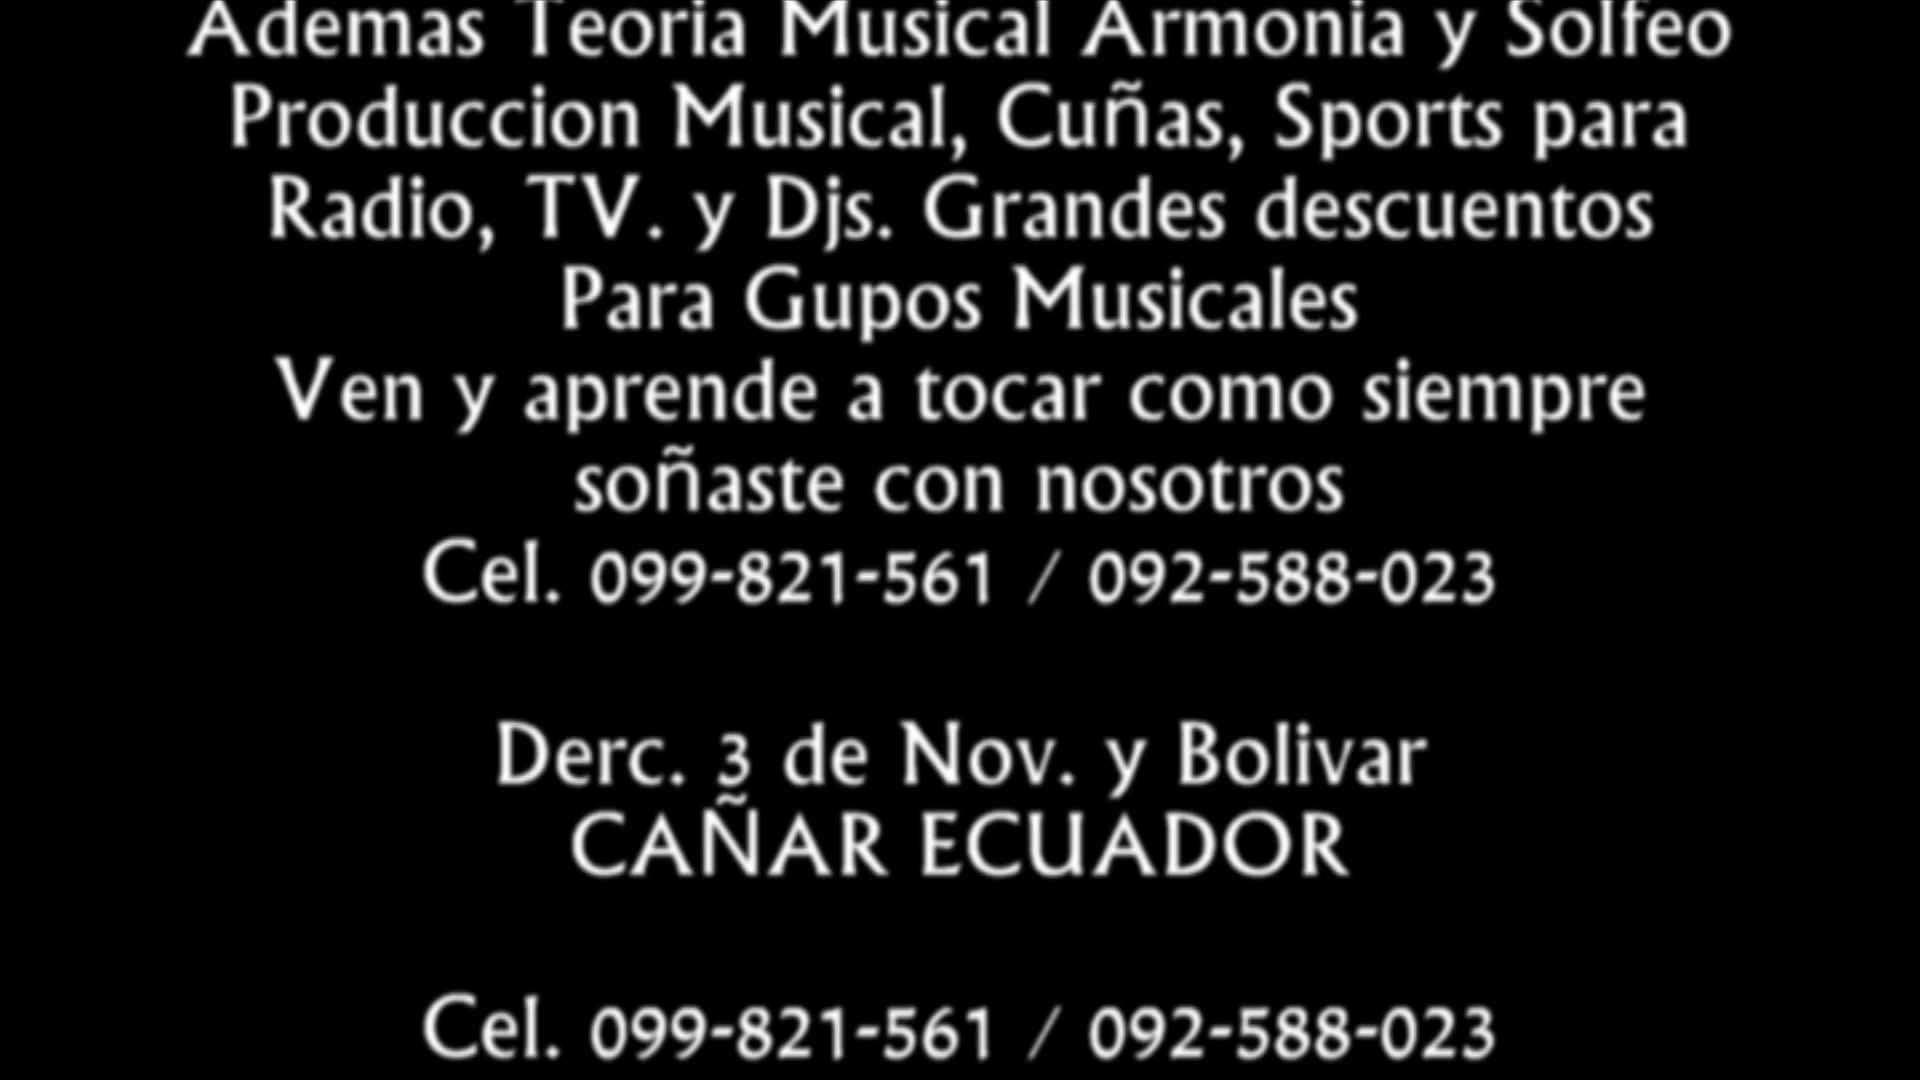 Ademas Teoria Musical Armonia y Solfeo
Produccion Musical, Cuñas, Sports para
Radio, TV. y Djs. Grandes descuentos
Para Gupos Musicales
Ven y aprende a tocar como siempre
soñaste con nosotros
Cel. 099-821-561 / 092-588-023
Derc. 3 de Nov. y Bolivar
CAÑAR ECUADOR
Cel. 099-821-561 / 092-588-023